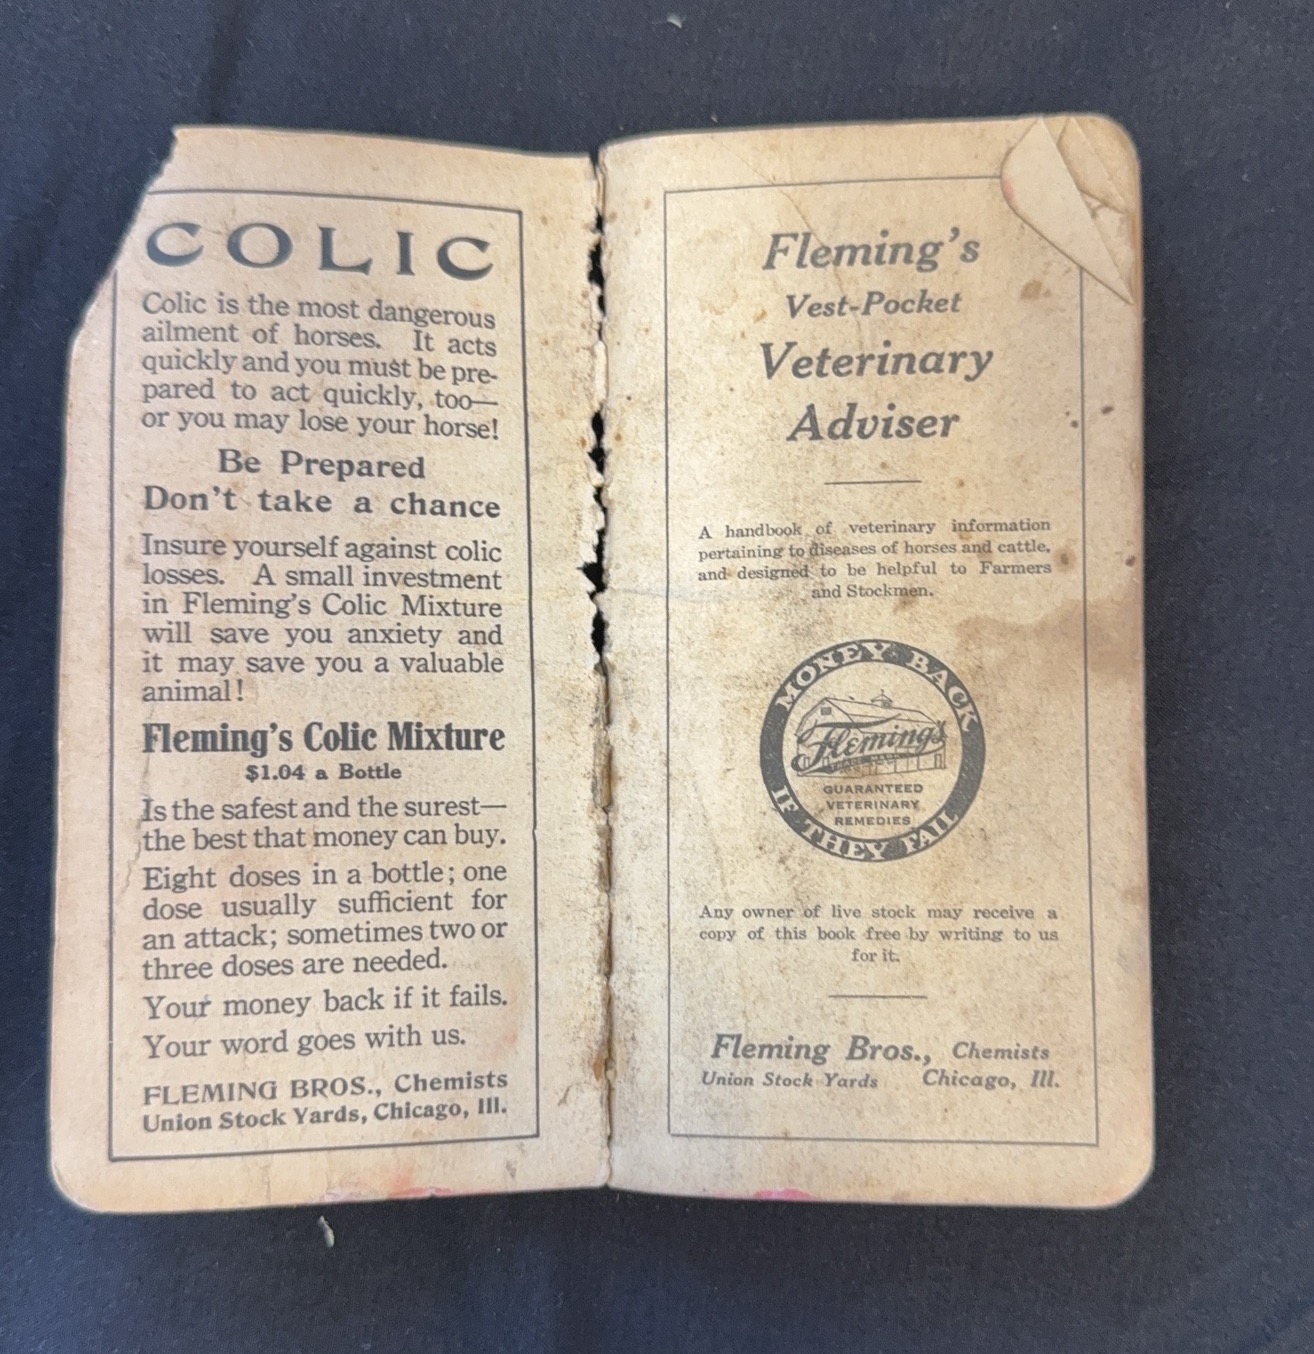 COLIC
Colic is the most dangerous
ailment of horses. It acts
quickly and you must be pre-
pared to act quickly, too—
or you may lose your horse!
Be Prepared
Don't take a chance
Insure yourself against colic
losses. A small investment
in Fleming's Colic Mixture
will save you anxiety and
it may save you a valuable
animal!
Fleming's Colic Mixture
$1.04 a Bottle
Is the safest and the surest—
the best that money can buy.
Eight doses in a bottle; one
dose usually sufficient for
an attack; sometimes two or
three doses are needed.
Your money back if it fails.
Your word goes with us.
FLEMING BROS., Chemists
Union Stock Yards, Chicago, Ill.
Fleming's
Vest-Pocket
Veterinary
Adviser
A handbook of veterinary information
pertaining to diseases of horses and cattle,
and designed to be helpful to Farmers
and Stockmen.
MONEY BACK
Fleming's
GUARANTEED
VETERINARY
REMEDIES
IF THEY FAIL
Any owner of live stock may receive a
copy of this book free by writing to us
for it.
Fleming Bros., Chemists
Union Stock Yards Chicago, Ill.